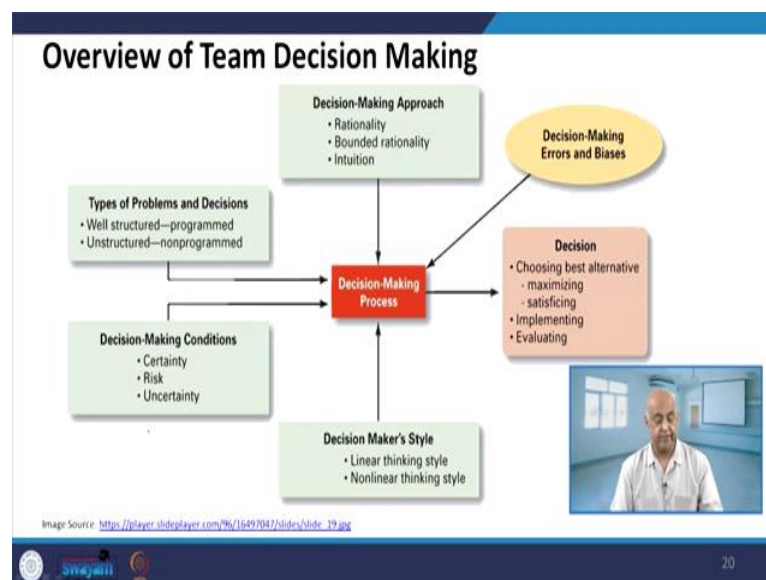 Overview of Team Decision Making
Decision-Making Approach
• Rationality
• Bounded rationality
• Intuition
Decision-Making
Errors and Biases
Types of Problems and Decisions
• Well structured—programmed
• Unstructured—nonprogrammed
Decision-Making
Process
Decision
• Choosing best alternative
- maximizing
- satisficing
• Implementing
• Evaluating
Decision-Making Conditions
• Certainty
• Risk
• Uncertainty
Decision Maker's Style
• Linear thinking style
• Nonlinear thinking style
Image Source: https://player.slideplayer.com/96/16497047/slides/slide_19.jpg
swayam
20